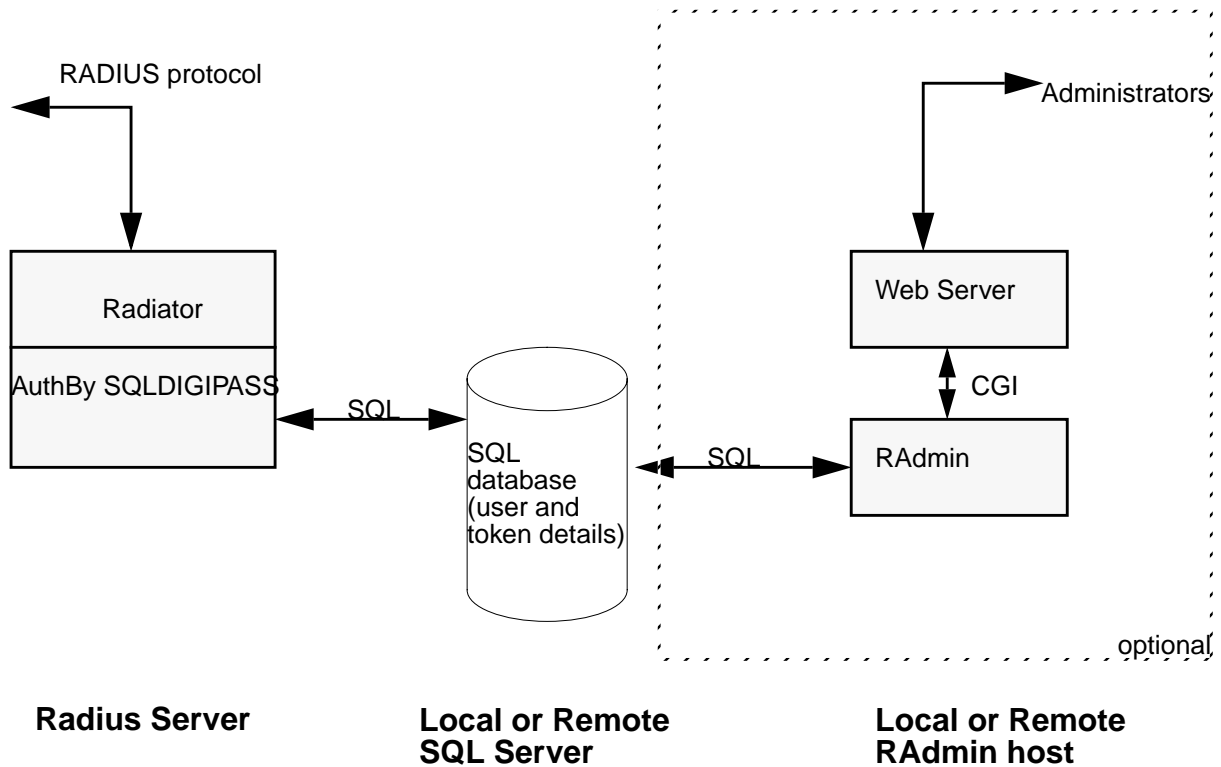 RADIUS protocol
Administrators
Radiator
Web Server
AuthBy SQLDIGIPASS
SQL
CGI
SQL
database
(user and
token details)
SQL
RAdmin
optional
Radius Server
Local or Remote
SQL Server
Local or Remote
RAdmin host